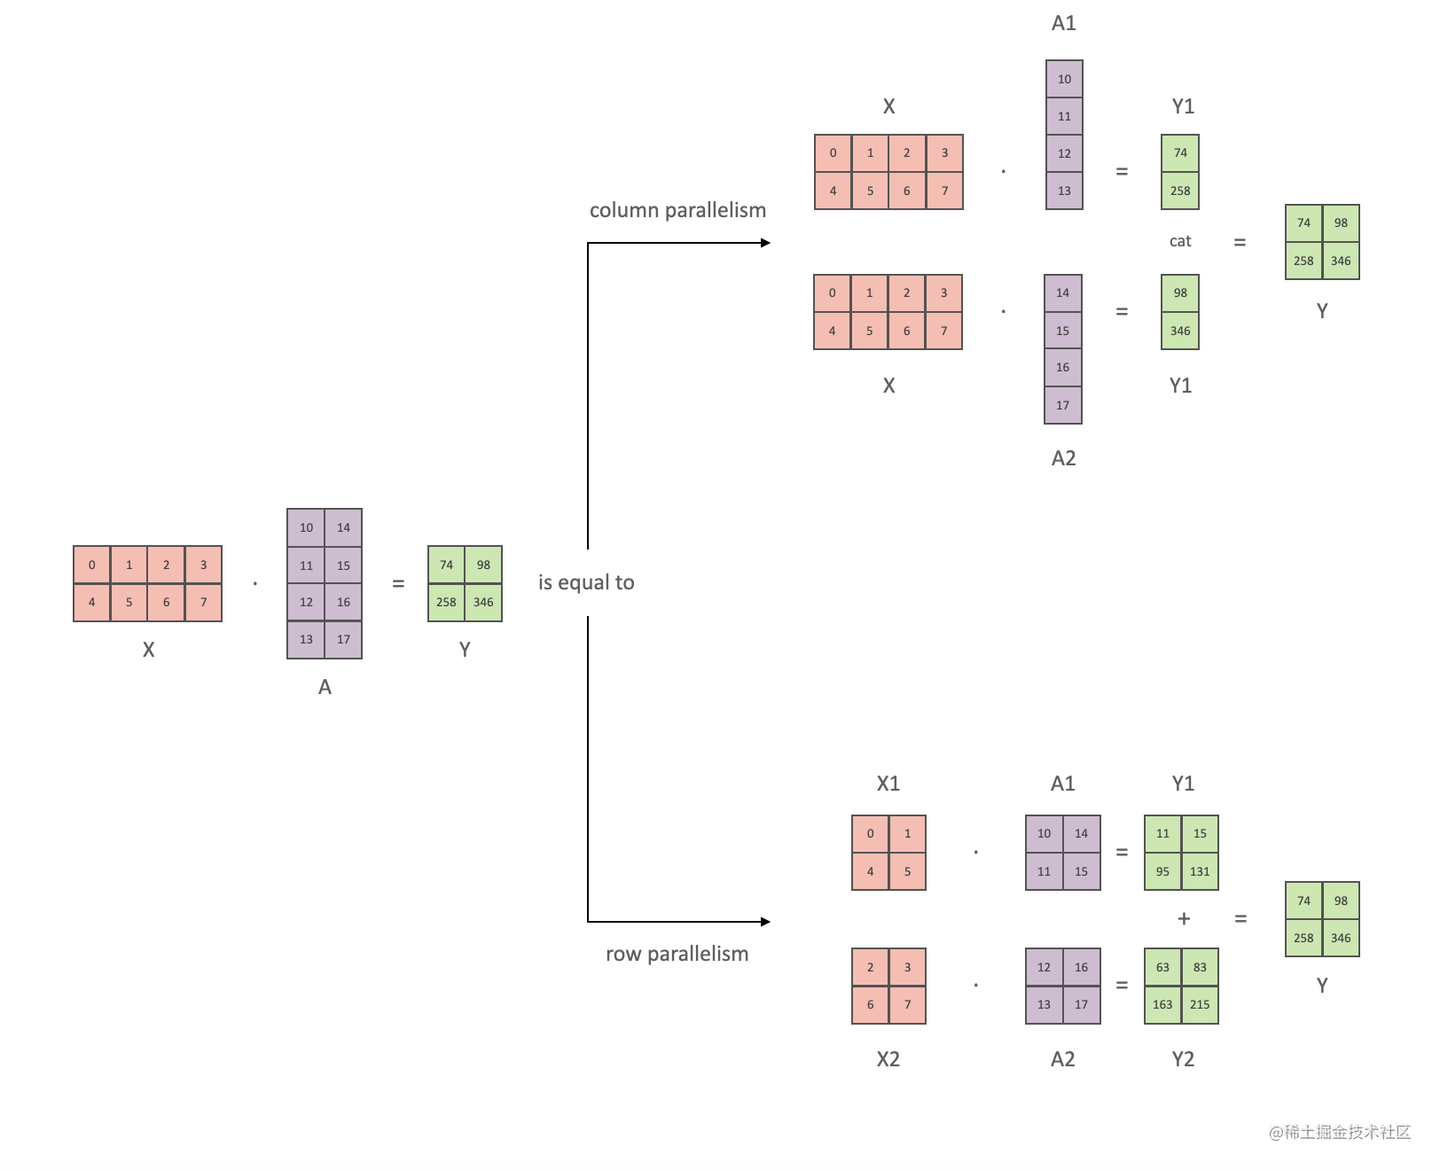 A1
10
11
12
13
X
0 1 2 3
4 5 6 7
·
=
Y1
74
258
column parallelism
cat
=
74 98
258 346
Y
0 1 2 3
4 5 6 7
X
·
14
15
16
17
A2
=
98
346
Y1
0 1 2 3
4 5 6 7
X
·
10 14
11 15
12 16
13 17
A
=
74 98
258 346
Y
is equal to
row parallelism
X1
0 1
4 5
·
A1
10 14
11 15
=
Y1
11 15
95 131
+
=
74 98
258 346
Y
2 3
6 7
X2
·
12 16
13 17
A2
=
63 83
163 215
Y2
@稀土掘金技术社区